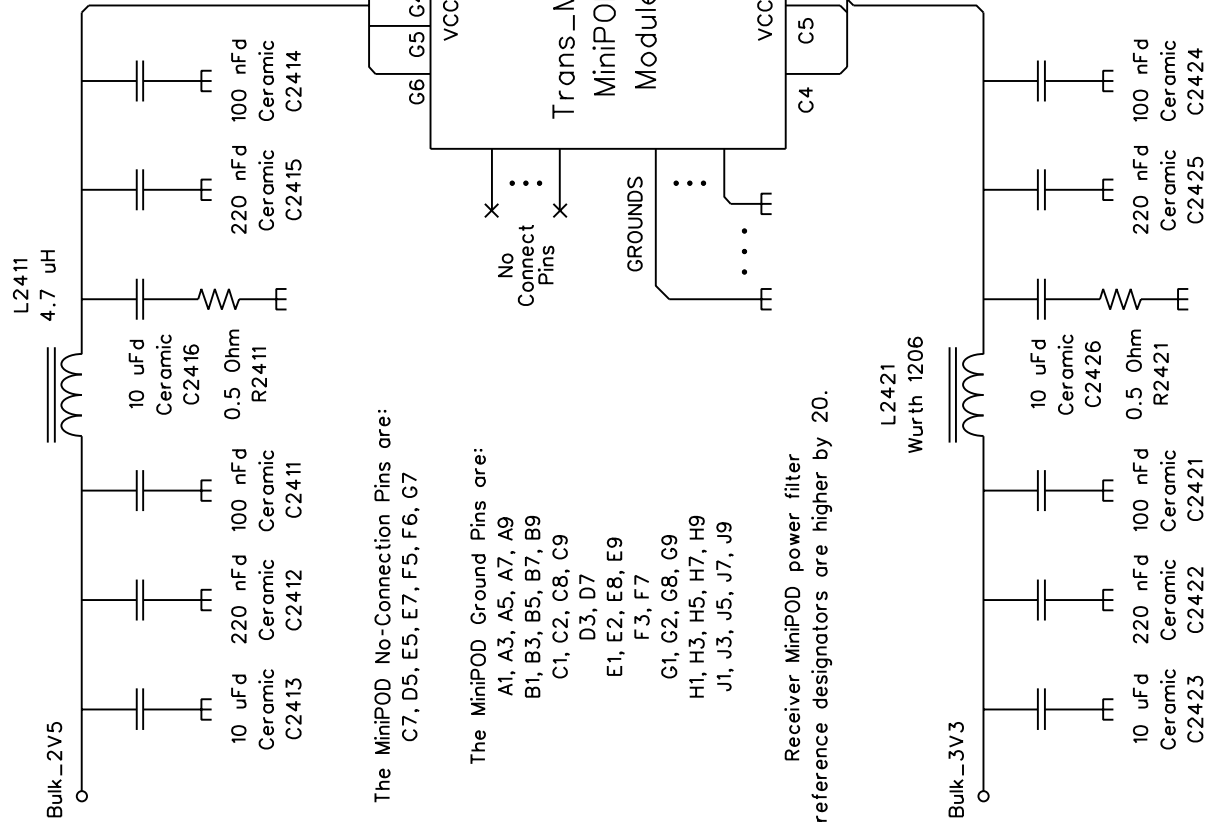 Bulk_2V5
L2411
4.7 uH
10 uFd
Ceramic
C2413
220 nFd
Ceramic
C2412
100 nFd
Ceramic
C2411
10 uFd
Ceramic
C2416
0.5 Ohm
R2411
220 nFd
Ceramic
C2415
100 nFd
Ceramic
C2414
The MiniPOD No-Connection Pins are:
C7, D5, E5, E7, F5, F6, G7
G6
G5
VCC
The MiniPOD Ground Pins are:
A1, A3, A5, A7, A9
B1, B3, B5, B7, B9
C1, C2, C8, C9
D3, D7
E1, E2, E8, E9
F3, F7
G1, G2, G8, G9
H1, H3, H5, H7, H9
J1, J3, J5, J7, J9
No
Connect
Pins
GROUNDS
Module
VCC
C4
C5
Receiver MiniPOD power filter
reference designators are higher by 20.
Bulk_3V3
L2421
Wurth 1206
10 uFd
Ceramic
C2423
220 nFd
Ceramic
C2422
100 nFd
Ceramic
C2421
10 uFd
Ceramic
C2426
0.5 Ohm
R2421
220 nFd
Ceramic
C2425
100 nFd
Ceramic
C2424